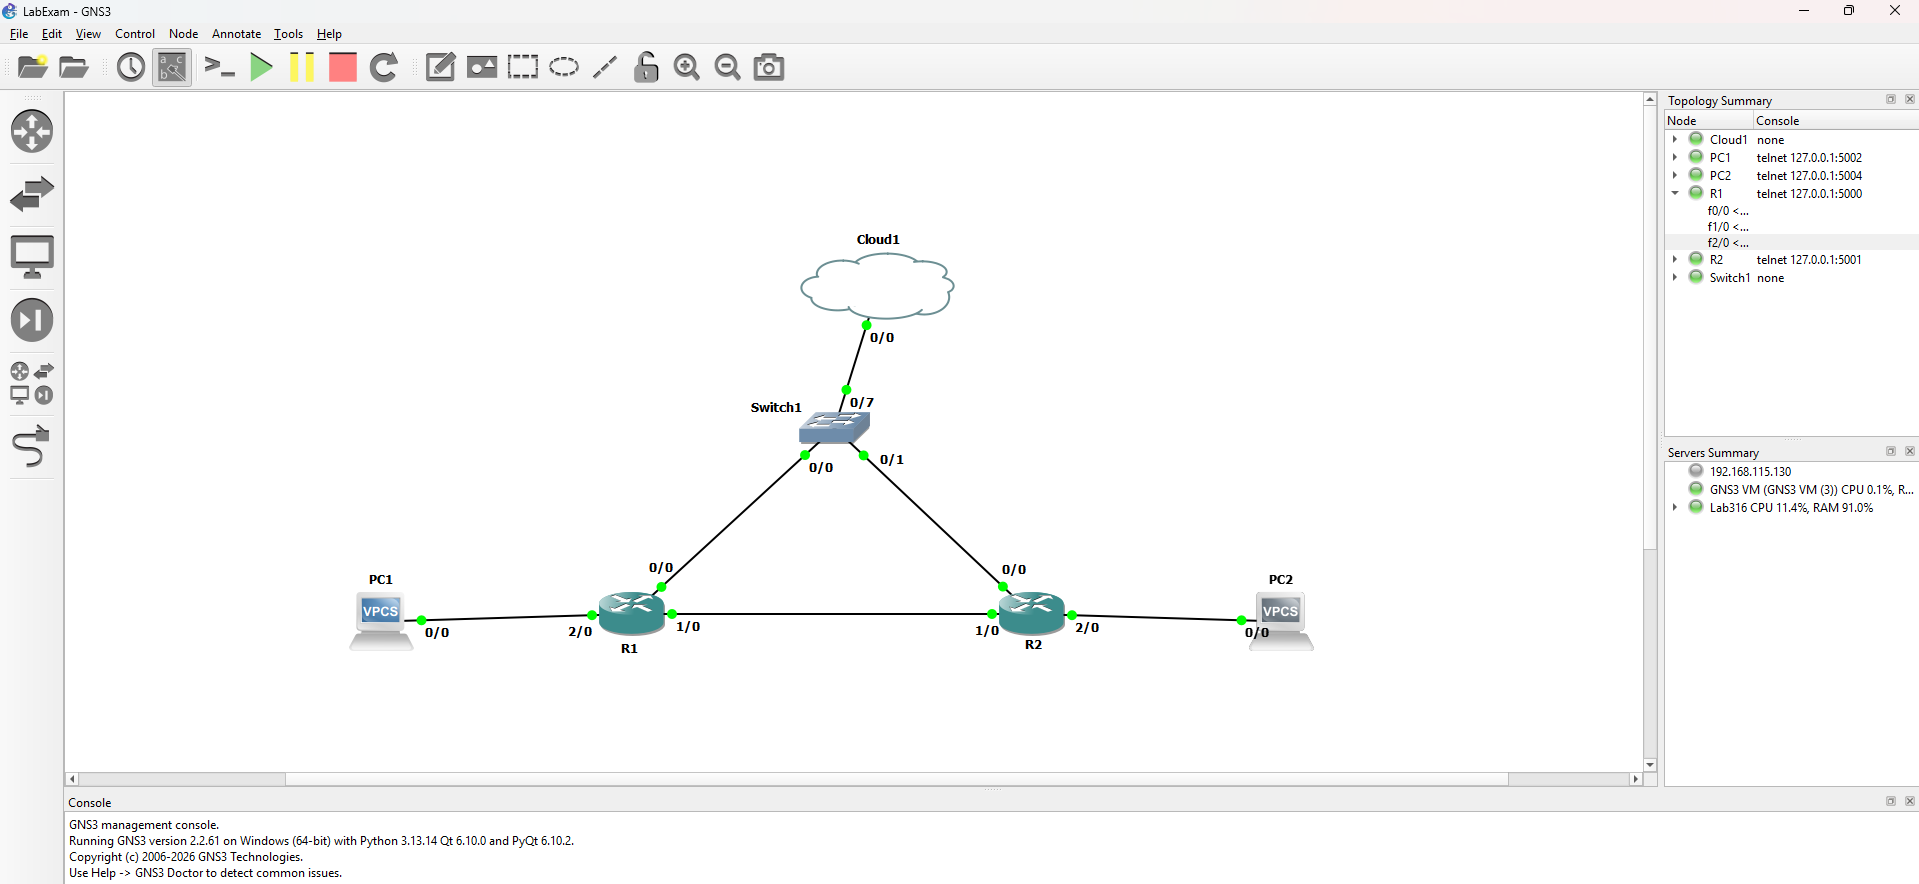 LabExam - GNS3
File Edit View Control Node Annotate Tools Help
Topology Summary
Node Console
Cloud1 none
PC1 telnet 127.0.0.1:5002
PC2 telnet 127.0.0.1:5004
R1 telnet 127.0.0.1:5000
f0/0 <...
f1/0 <...
f2/0 <...
R2 telnet 127.0.0.1:5001
Switch1 none
Servers Summary
192.168.115.130
GNS3 VM (GNS3 VM (3)) CPU 0.1%, R...
Lab316 CPU 11.4%, RAM 91.0%
Cloud1
0/0
0/7
Switch1
0/0
0/1
0/0
0/0
PC1
VPCS
0/0
2/0
1/0
R1
1/0
2/0
R2
PC2
VPCS
0/0
Console
GNS3 management console.
Running GNS3 version 2.2.61 on Windows (64-bit) with Python 3.13.14 Qt 6.10.0 and PyQt 6.10.2.
Copyright (c) 2006-2026 GNS3 Technologies.
Use Help -> GNS3 Doctor to detect common issues.